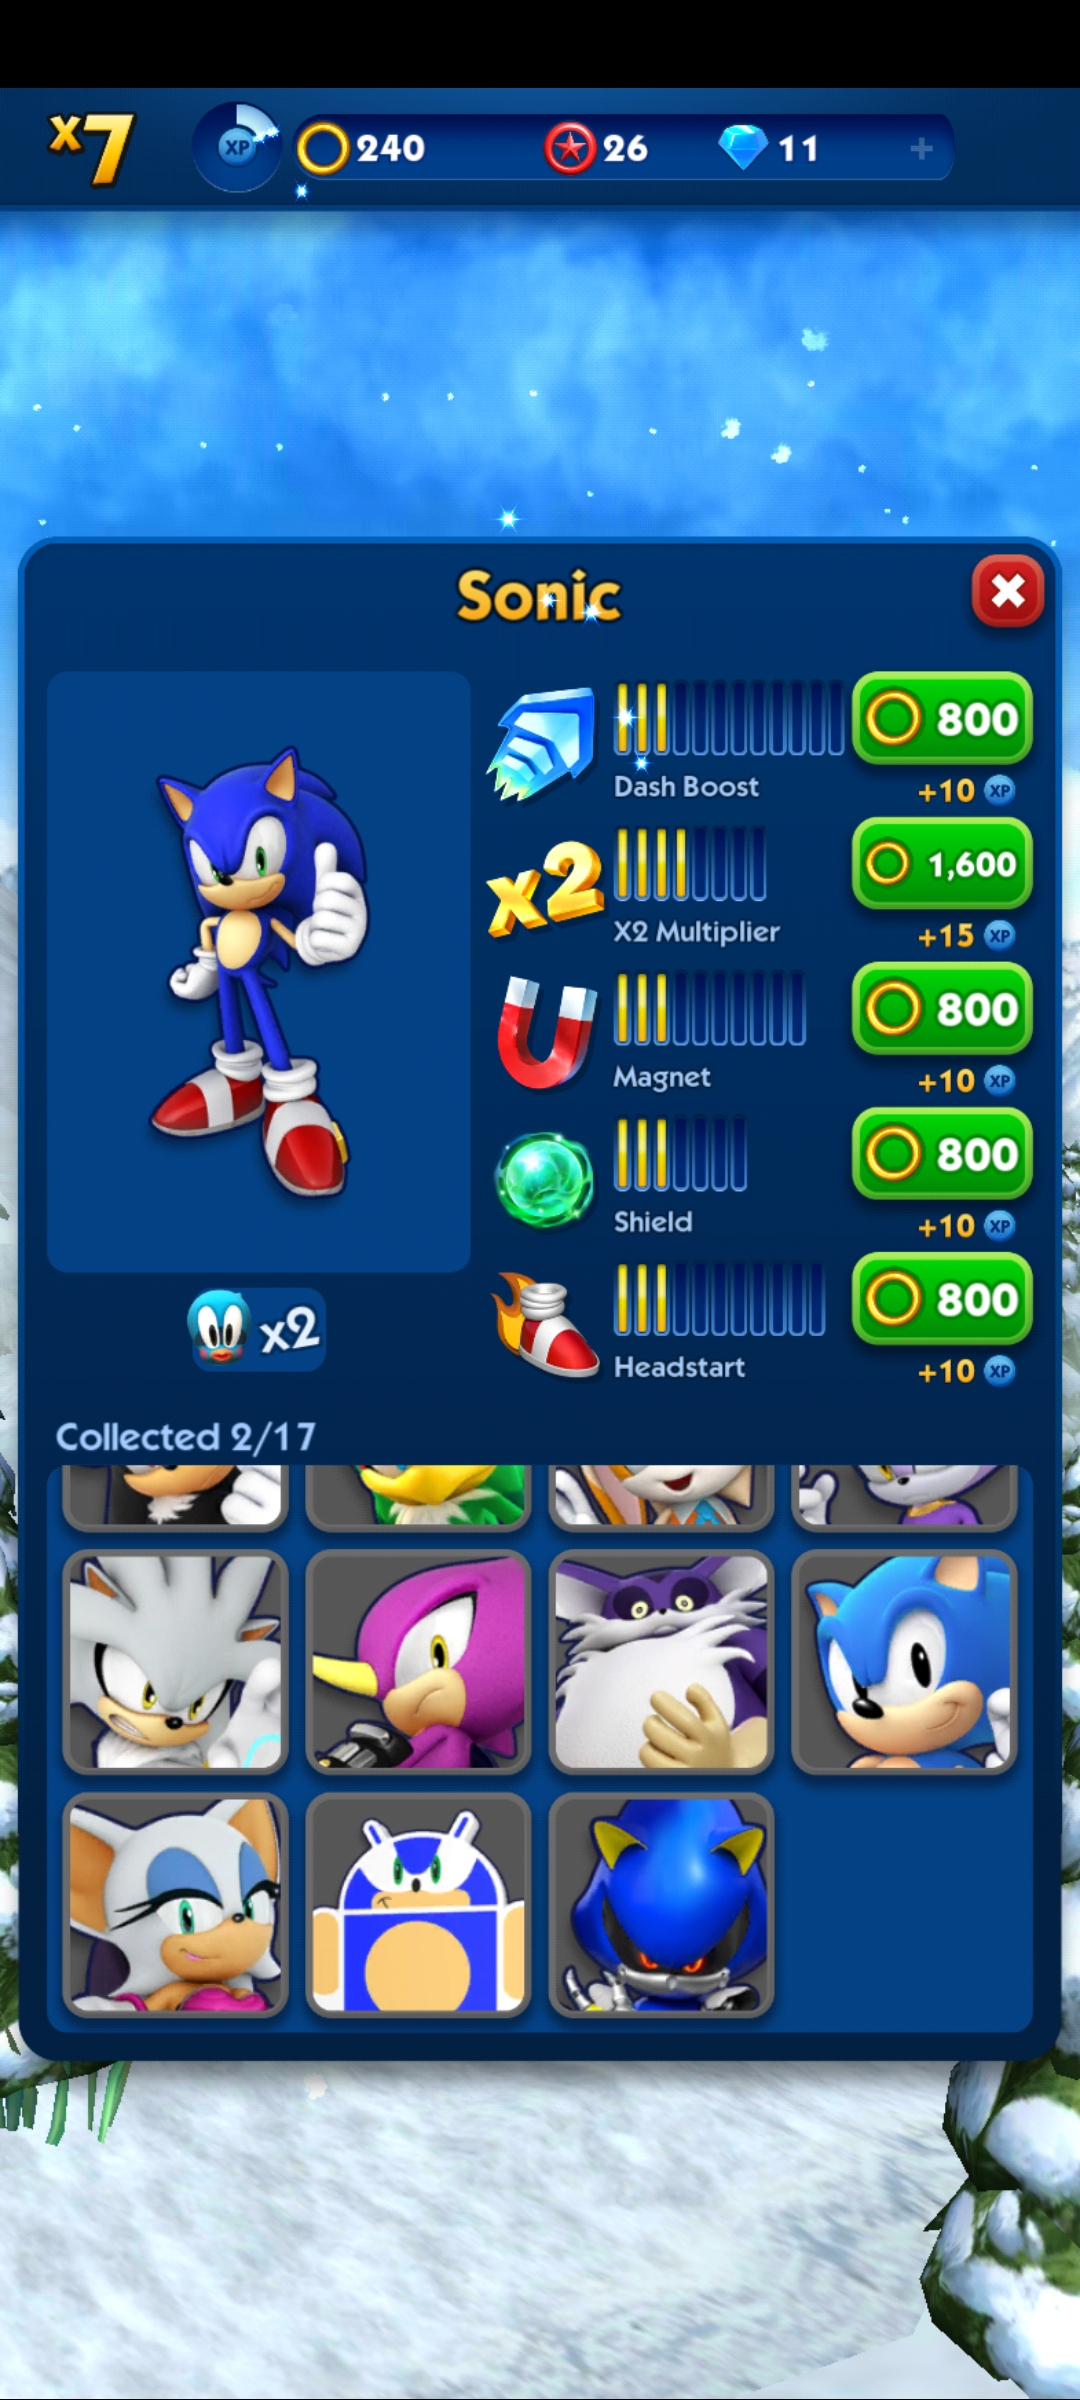 x7
XP
240
26
11
+
Sonic
800
Dash Boost
+10 XP
x2
1,600
X2 Multiplier
+15 XP
800
Magnet
+10 XP
800
Shield
+10 XP
800
x2
Headstart
+10 XP
Collected 2/17